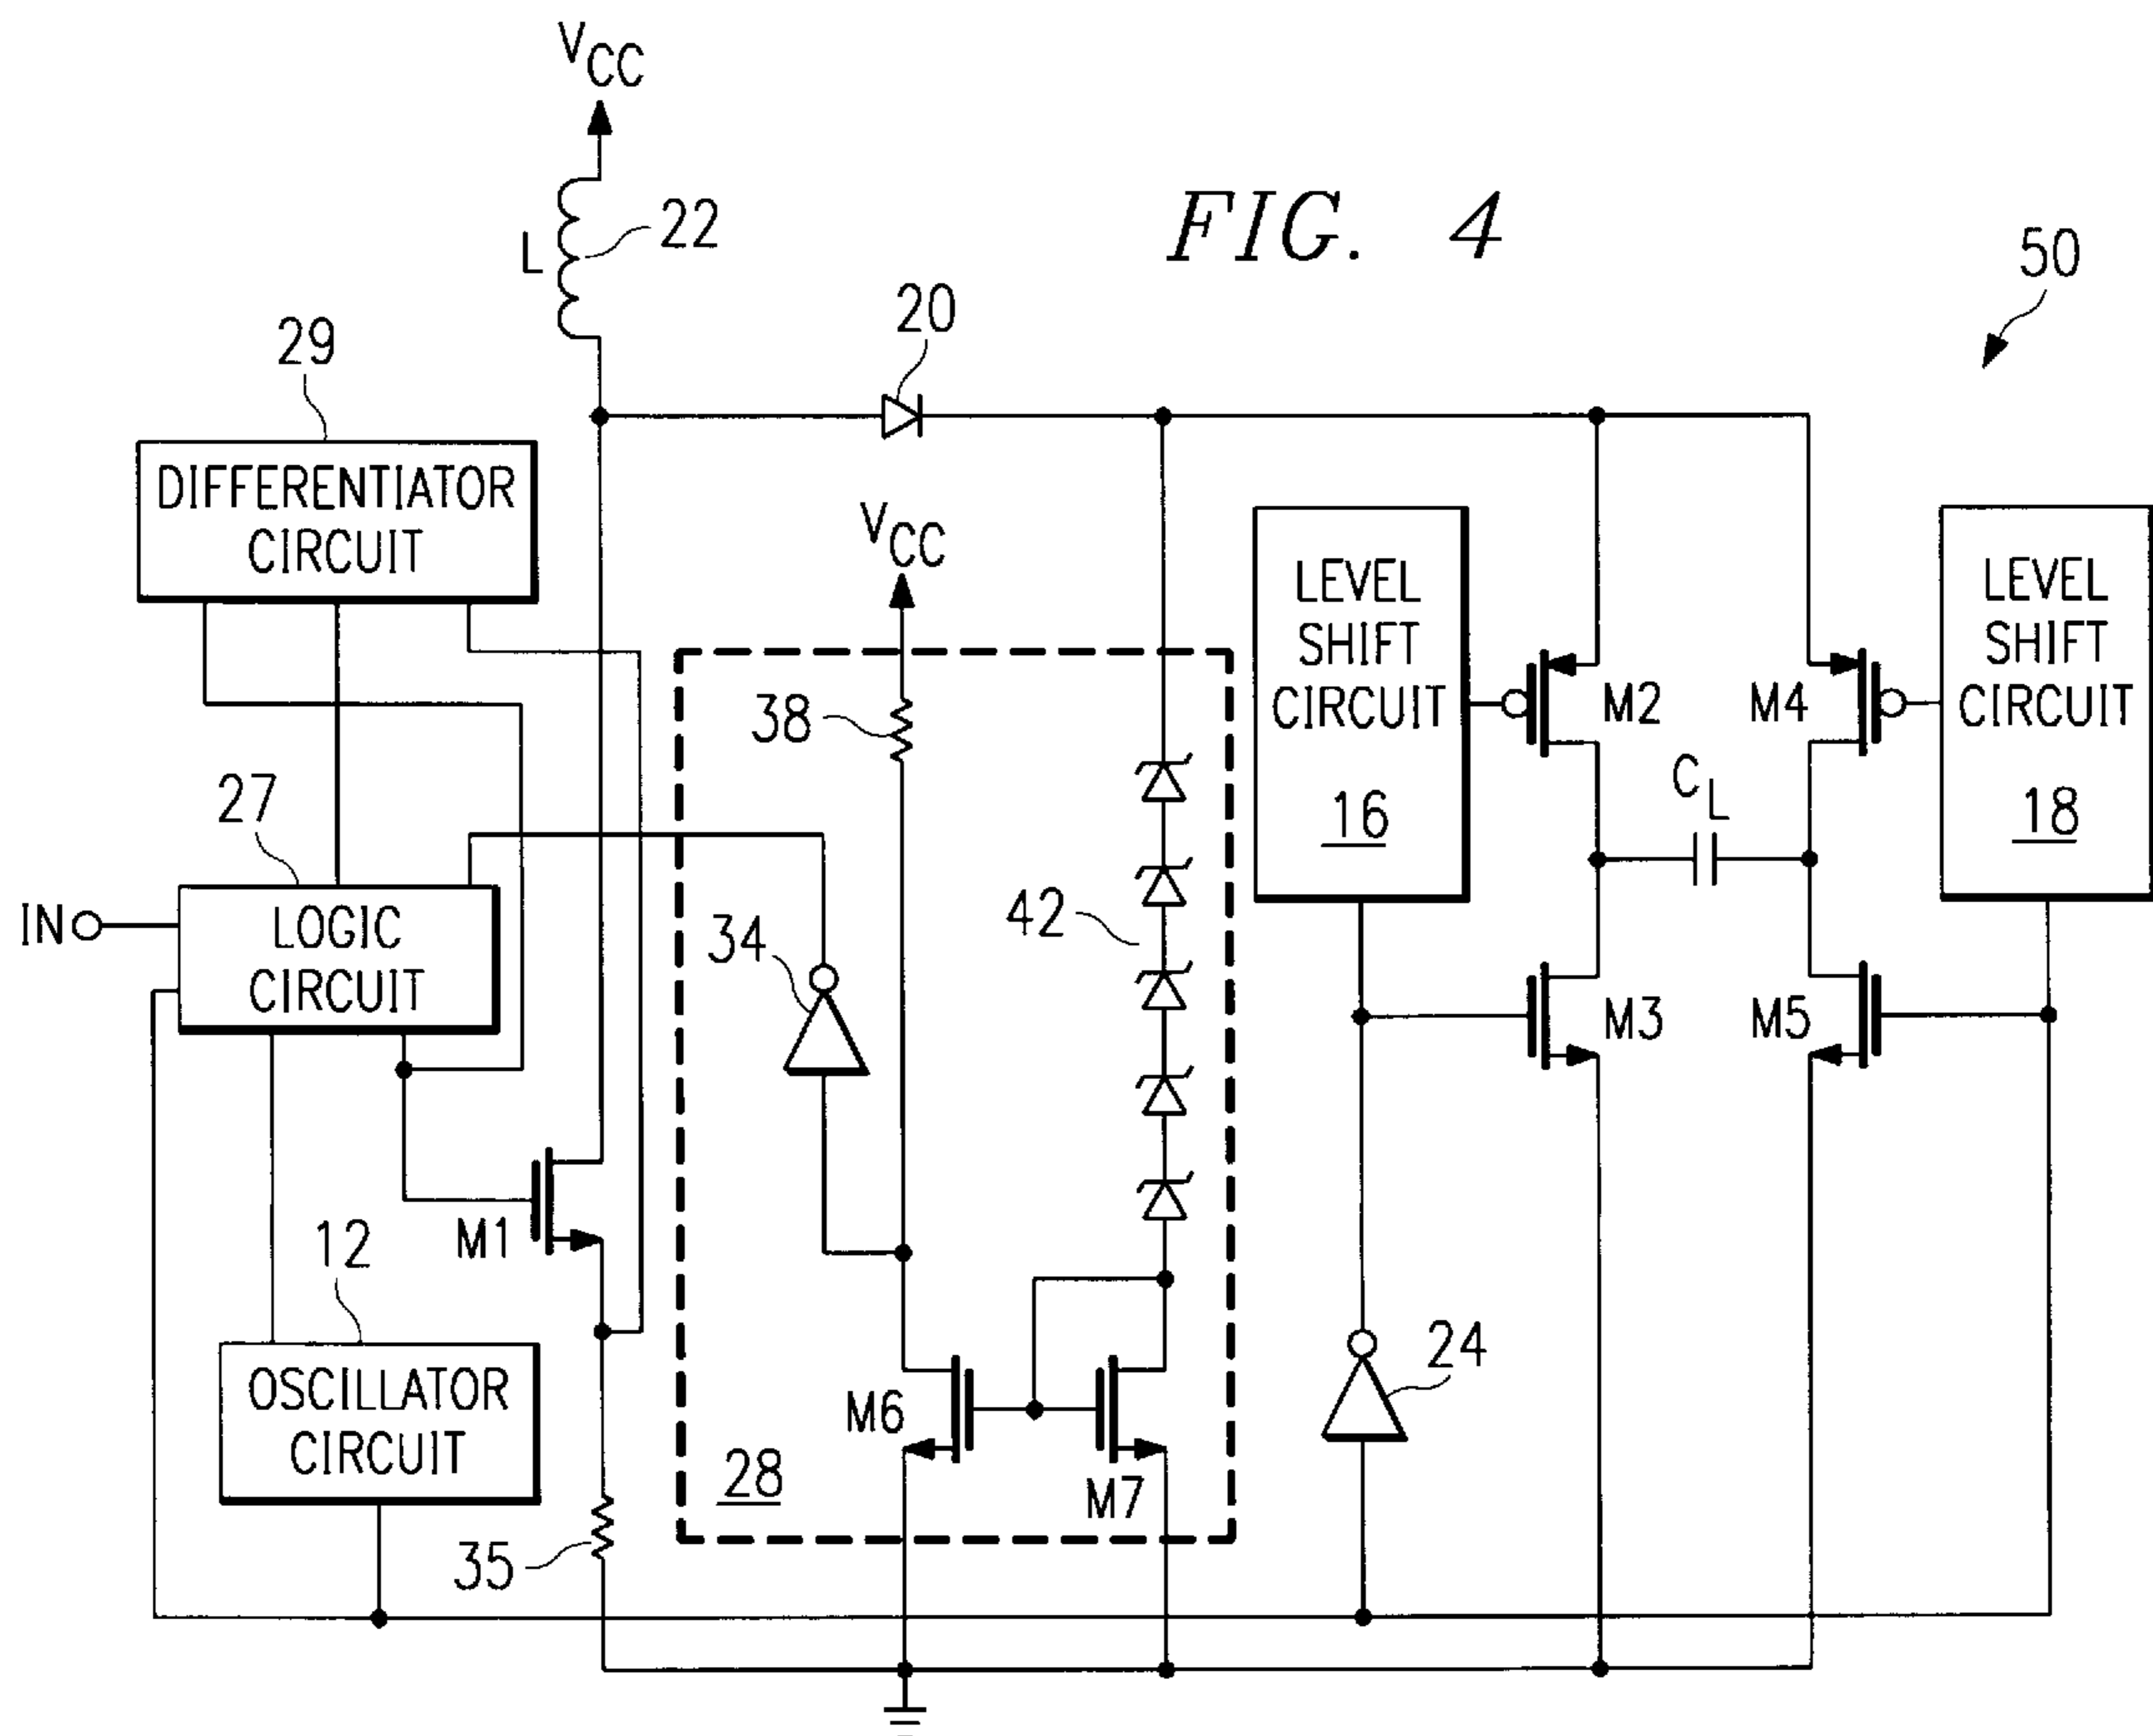 VCC
L
22
FIG. 4
50
20
29
DIFFERENTIATOR
CIRCUIT
VCC
LEVEL
SHIFT
CIRCUIT
16
LEVEL
SHIFT
CIRCUIT
18
38
M2
M4
CL
27
42
34
IN
LOGIC
CIRCUIT
M3
M5
M1
12
OSCILLATOR
CIRCUIT
24
M6
M7
28
35